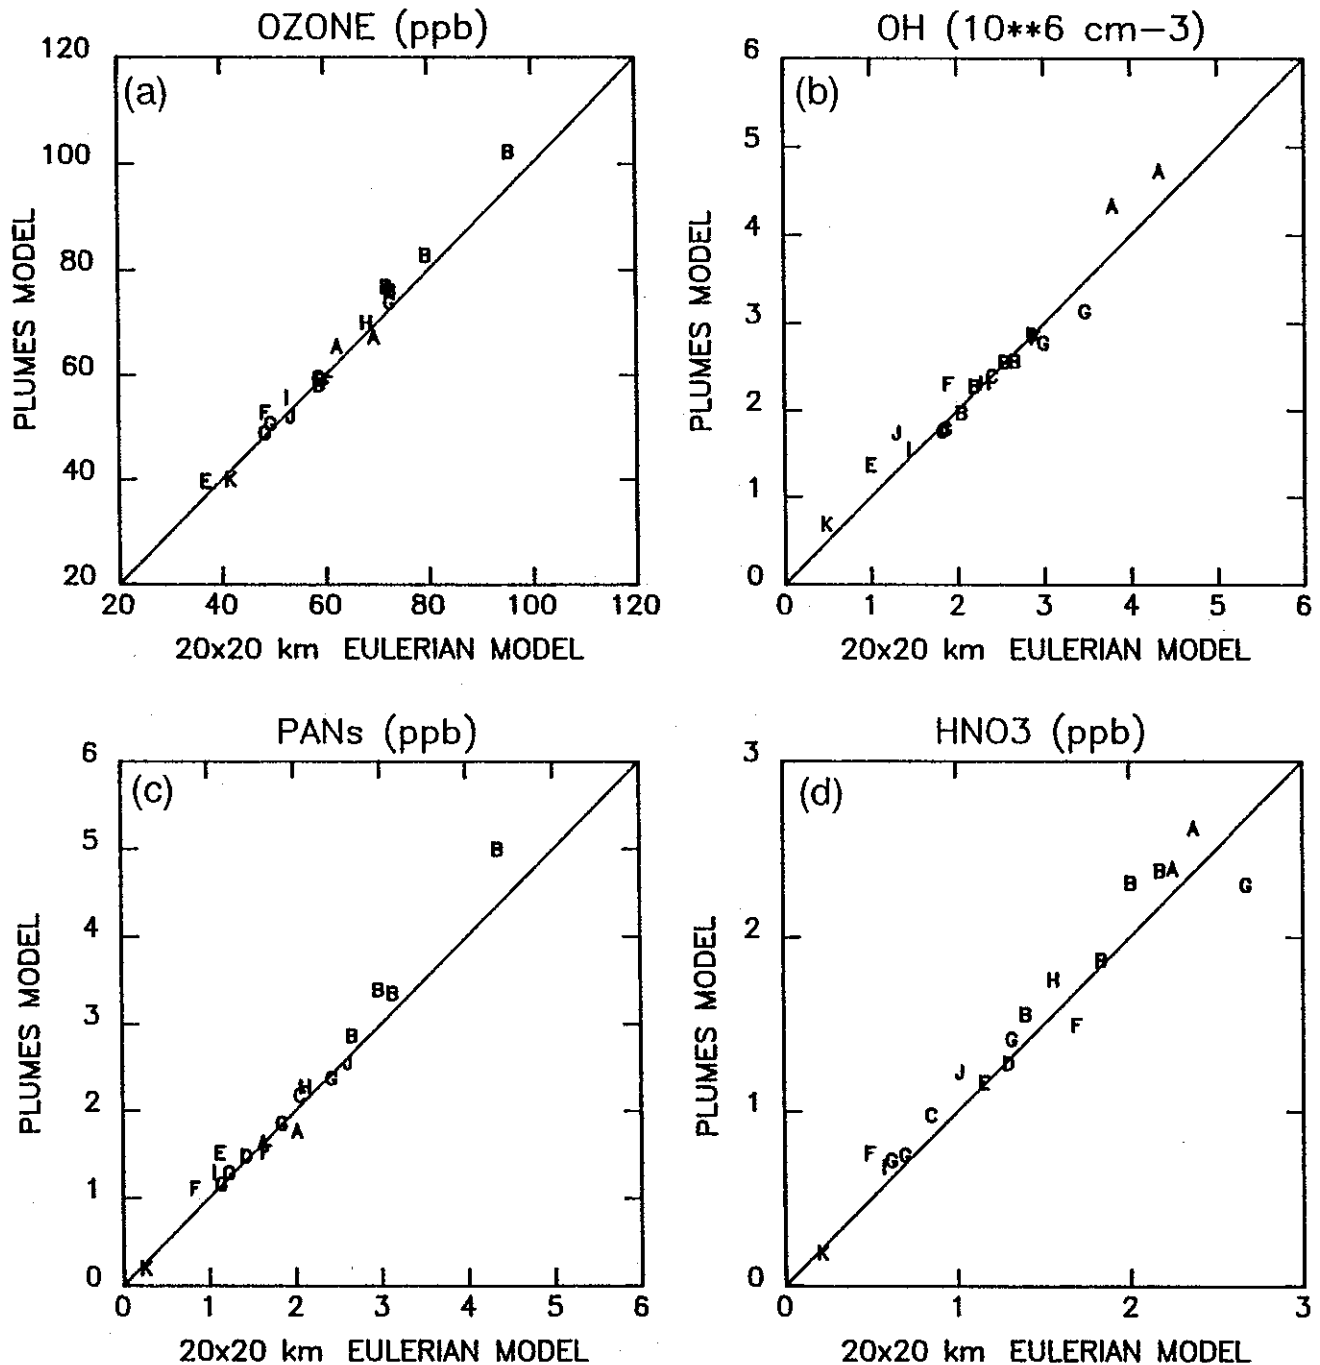 OZONE (ppb)
OH (10**6 cm-3)
(a)
(b)
120
100
80
60
40
20
PLUMES MODEL
20 40 60 80 100 120
20x20 km EULERIAN MODEL
B
B
G
H
A
A
B
F
G
I
J
G
E
K
6
5
4
3
2
1
0
PLUMES MODEL
0 1 2 3 4 5 6
20x20 km EULERIAN MODEL
A
A
G
G
B B
C
F
B
B
J
I
E
K
PANs (ppb)
HNO3 (ppb)
(c)
(d)
6
5
4
3
2
1
0
PLUMES MODEL
0 1 2 3 4 5 6
20x20 km EULERIAN MODEL
B
B B
B
J
G
H
G
A
E
D
I
F
K
3
2
1
0
PLUMES MODEL
0 1 2 3
20x20 km EULERIAN MODEL
A
B A
B
G
B
H
B
F
G
D
J
E
C
F
G G
K